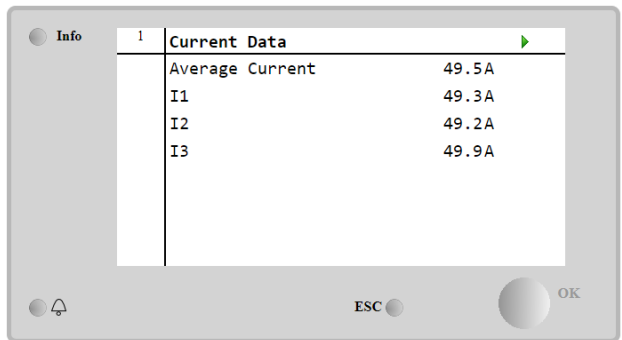 Info
1 Current Data
Average Current 49.5A
I1 49.3A
I2 49.2A
I3 49.9A
ESC
OK